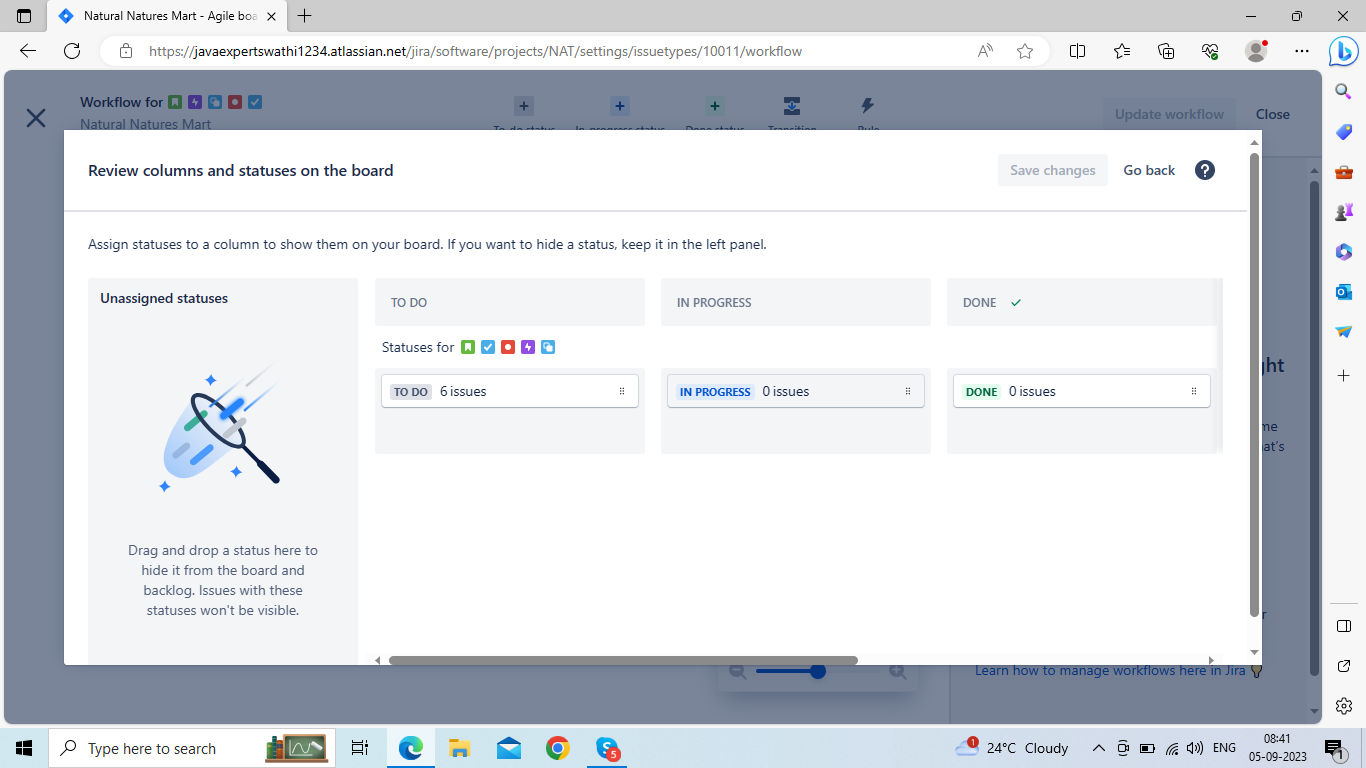 Natural Natures Mart - Agile boa
https://javaexpertswathi1234.atlassian.net/jira/software/projects/NAT/settings/issuetypes/10011/workflow
Workflow for
Natural Natures Mart
To-do status
In-progress status
Done status
Transition
Rule
Update workflow
Close
Review columns and statuses on the board
Save changes
Go back
?
Assign statuses to a column to show them on your board. If you want to hide a status, keep it in the left panel.
Unassigned statuses
Drag and drop a status here to
hide it from the board and
backlog. Issues with these
statuses won't be visible.
TO DO
IN PROGRESS
DONE
Statuses for
TO DO 6 issues
IN PROGRESS 0 issues
DONE 0 issues
ght
me
at's
r
Learn how to manage workflows here in Jira
Type here to search
5
1
24°C Cloudy
ENG
08:41
05-09-2023
1